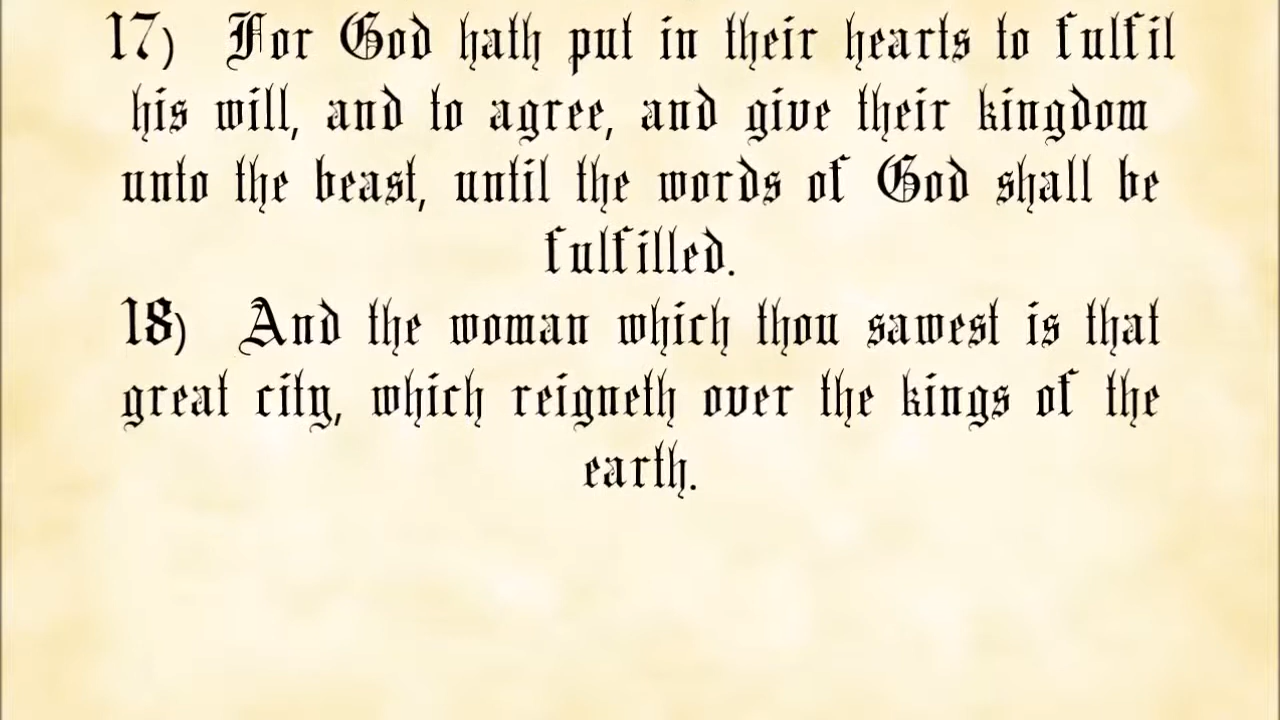 17) For God hath put in their hearts to fulfil
his will, and to agree, and give their kingdom
unto the beast, until the words of God shall be
fulfilled.
18) And the woman which thou sawest is that
great city, which reigneth over the kings of the
earth.